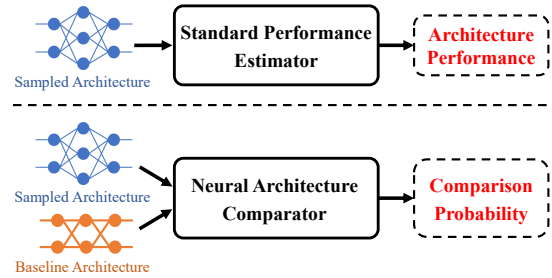 Standard Performance
Estimator
Architecture
Performance
Sampled Architecture
Sampled Architecture
Neural Architecture
Comparator
Comparison
Probability
Baseline Architecture